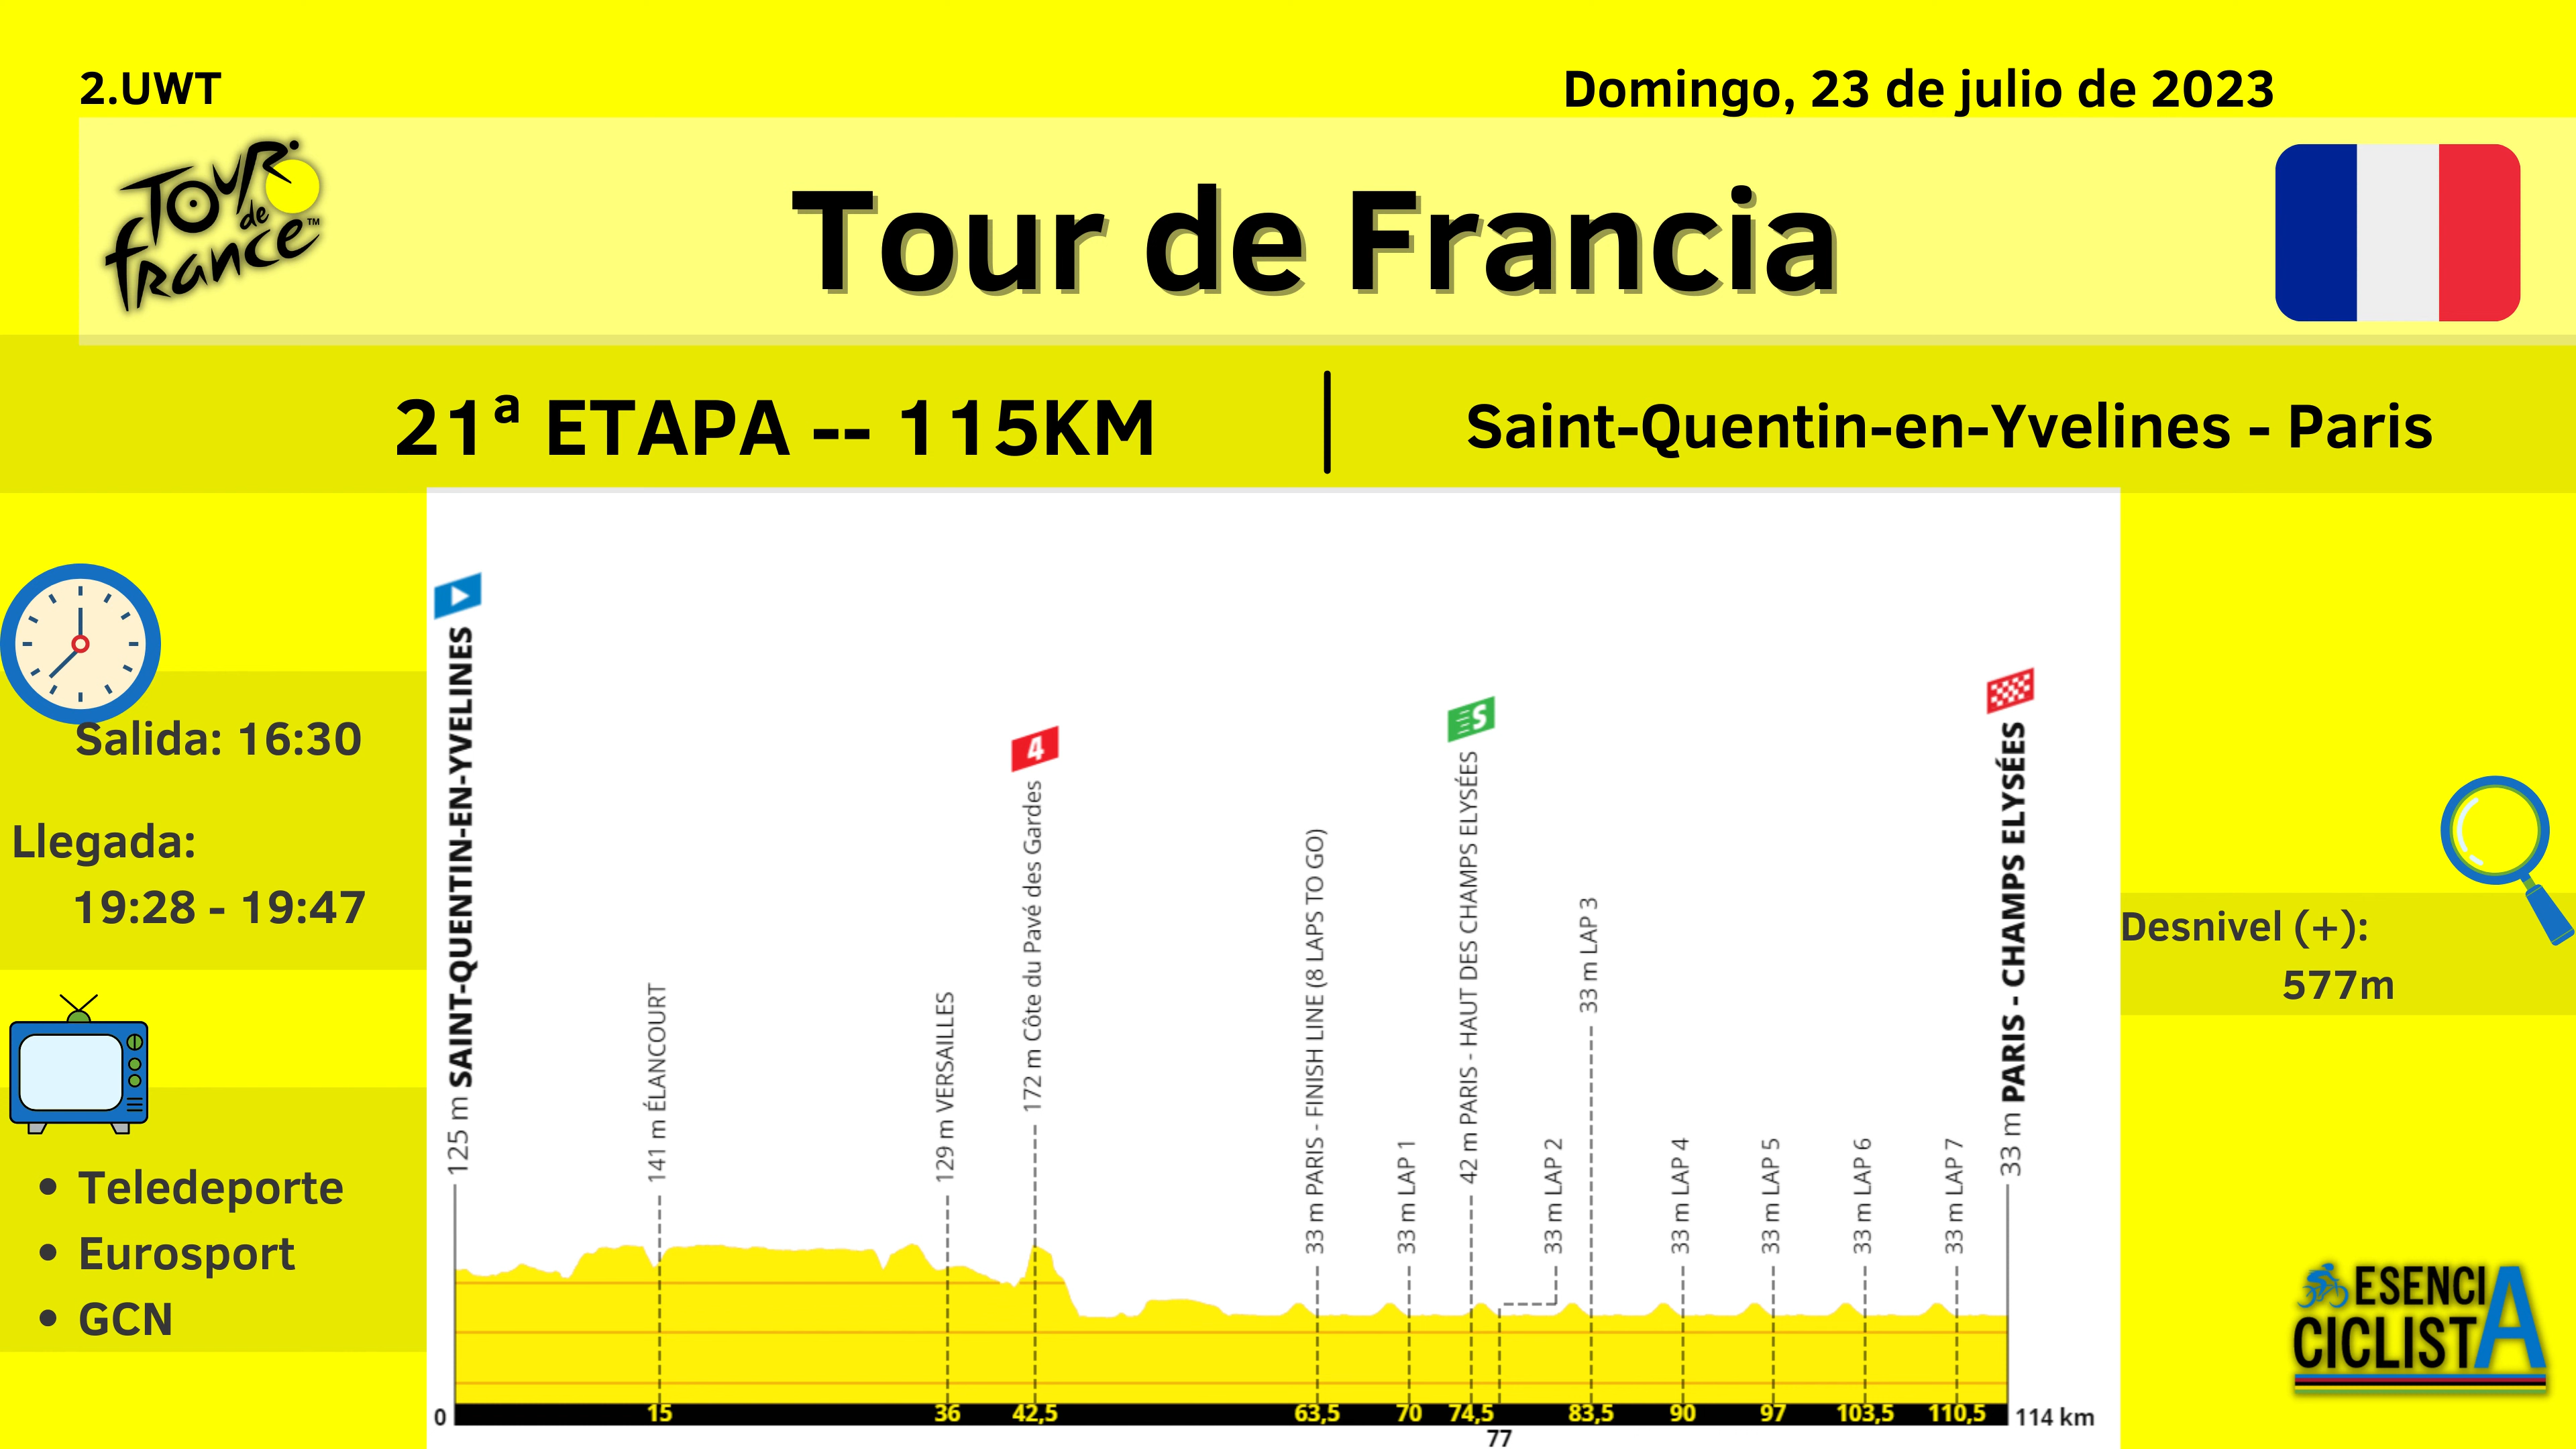 2.UWT
Domingo, 23 de julio de 2023
TOUR
de
france™
Tour de Francia
21ª ETAPA -- 115KM
Saint-Quentin-en-Yvelines - Paris
Salida: 16:30
Llegada:
19:28 - 19:47
• Teledeporte
• Eurosport
• GCN
125 m SAINT-QUENTIN-EN-YVELINES
141 m ÉLANCOURT
129 m VERSAILLES
4
172 m Côte du Pavé des Gardes
33 m PARIS - FINISH LINE (8 LAPS TO GO)
33 m LAP 1
S
42 m PARIS - HAUT DES CHAMPS ELYSÉES
33 m LAP 2
33 m LAP 3
33 m LAP 4
33 m LAP 5
33 m LAP 6
33 m LAP 7
33 m PARIS - CHAMPS ELYSÉES
0 15 36 42,5 63,5 70 74,5 83,5 90 97 103,5 110,5 114 km
77
Desnivel (+):
577m
ESENCIA
CICLISTA